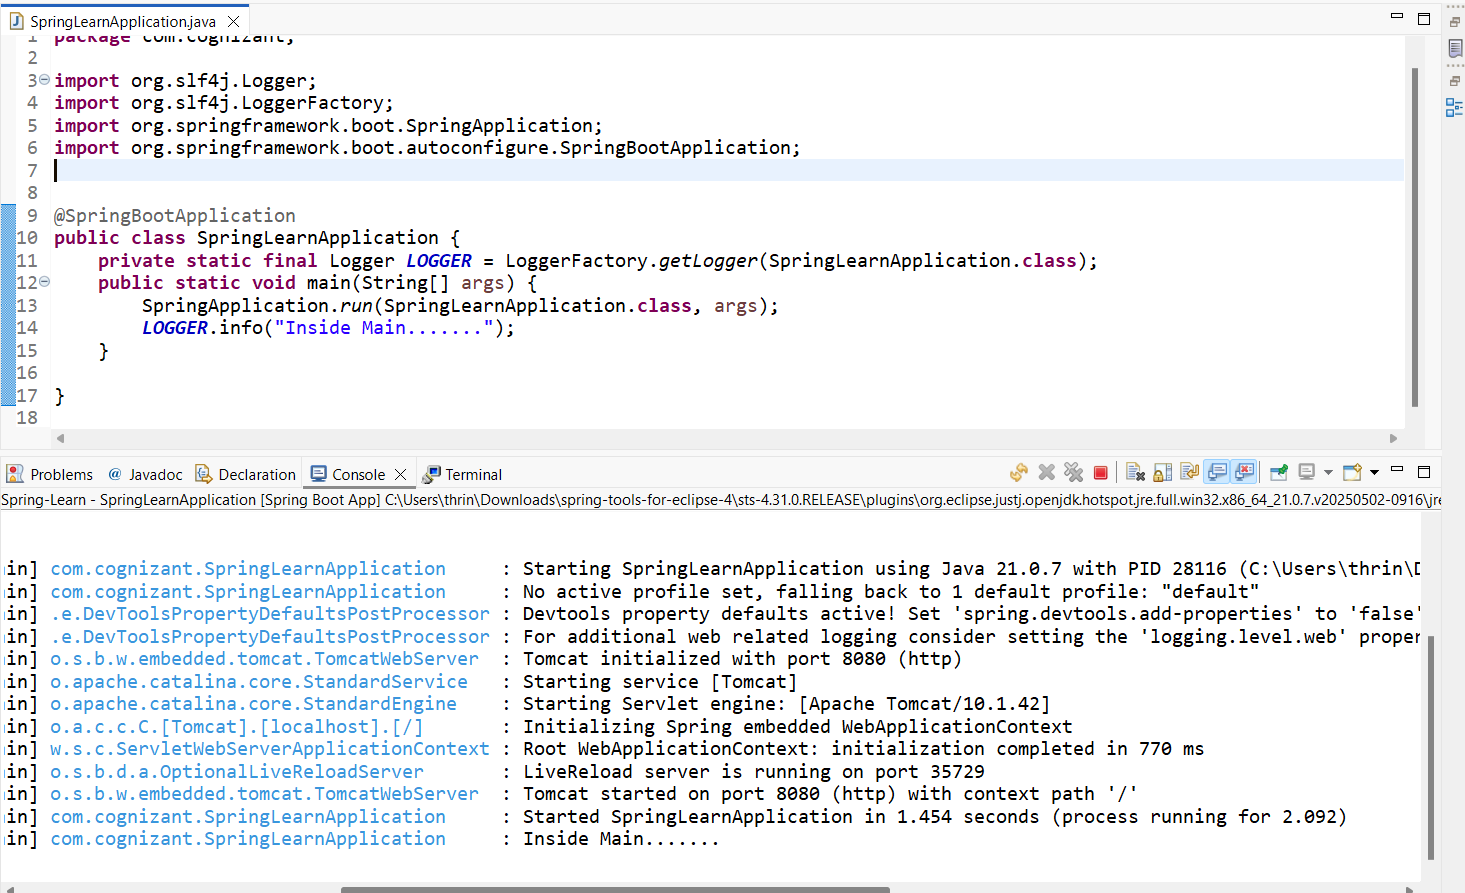 SpringLearnApplication.java
1 package com.cognizant;
2
3 import org.slf4j.Logger;
4 import org.slf4j.LoggerFactory;
5 import org.springframework.boot.SpringApplication;
6 import org.springframework.boot.autoconfigure.SpringBootApplication;
7
8
9 @SpringBootApplication
10 public class SpringLearnApplication {
11     private static final Logger LOGGER = LoggerFactory.getLogger(SpringLearnApplication.class);
12     public static void main(String[] args) {
13         SpringApplication.run(SpringLearnApplication.class, args);
14         LOGGER.info("Inside Main.......");
15     }
16
17 }
18
Problems @ Javadoc Declaration Console Terminal
Spring-Learn - SpringLearnApplication [Spring Boot App] C:\Users\thrin\Downloads\spring-tools-for-eclipse-4\sts-4.31.0.RELEASE\plugins\org.eclipse.justj.openjdk.hotspot.jre.full.win32.x86_64_21.0.7.v20250502-0916\jre
in] com.cognizant.SpringLearnApplication : Starting SpringLearnApplication using Java 21.0.7 with PID 28116 (C:\Users\thrin\D
in] com.cognizant.SpringLearnApplication : No active profile set, falling back to 1 default profile: "default"
in] .e.DevToolsPropertyDefaultsPostProcessor : Devtools property defaults active! Set 'spring.devtools.add-properties' to 'false'
in] .e.DevToolsPropertyDefaultsPostProcessor : For additional web related logging consider setting the 'logging.level.web' proper
in] o.s.b.w.embedded.tomcat.TomcatWebServer : Tomcat initialized with port 8080 (http)
in] o.apache.catalina.core.StandardService : Starting service [Tomcat]
in] o.apache.catalina.core.StandardEngine : Starting Servlet engine: [Apache Tomcat/10.1.42]
in] o.a.c.c.C.[Tomcat].[localhost].[/] : Initializing Spring embedded WebApplicationContext
in] w.s.c.ServletWebServerApplicationContext : Root WebApplicationContext: initialization completed in 770 ms
in] o.s.b.d.a.OptionalLiveReloadServer : LiveReload server is running on port 35729
in] o.s.b.w.embedded.tomcat.TomcatWebServer : Tomcat started on port 8080 (http) with context path '/'
in] com.cognizant.SpringLearnApplication : Started SpringLearnApplication in 1.454 seconds (process running for 2.092)
in] com.cognizant.SpringLearnApplication : Inside Main.......